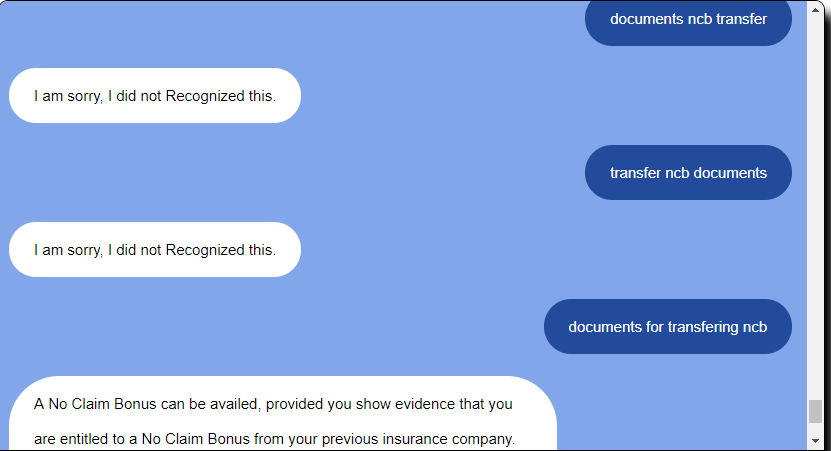 documents ncb transfer
I am sorry, I did not Recognized this.
transfer ncb documents
I am sorry, I did not Recognized this.
documents for transfering ncb
A No Claim Bonus can be availed, provided you show evidence that you
are entitled to a No Claim Bonus from your previous insurance company.